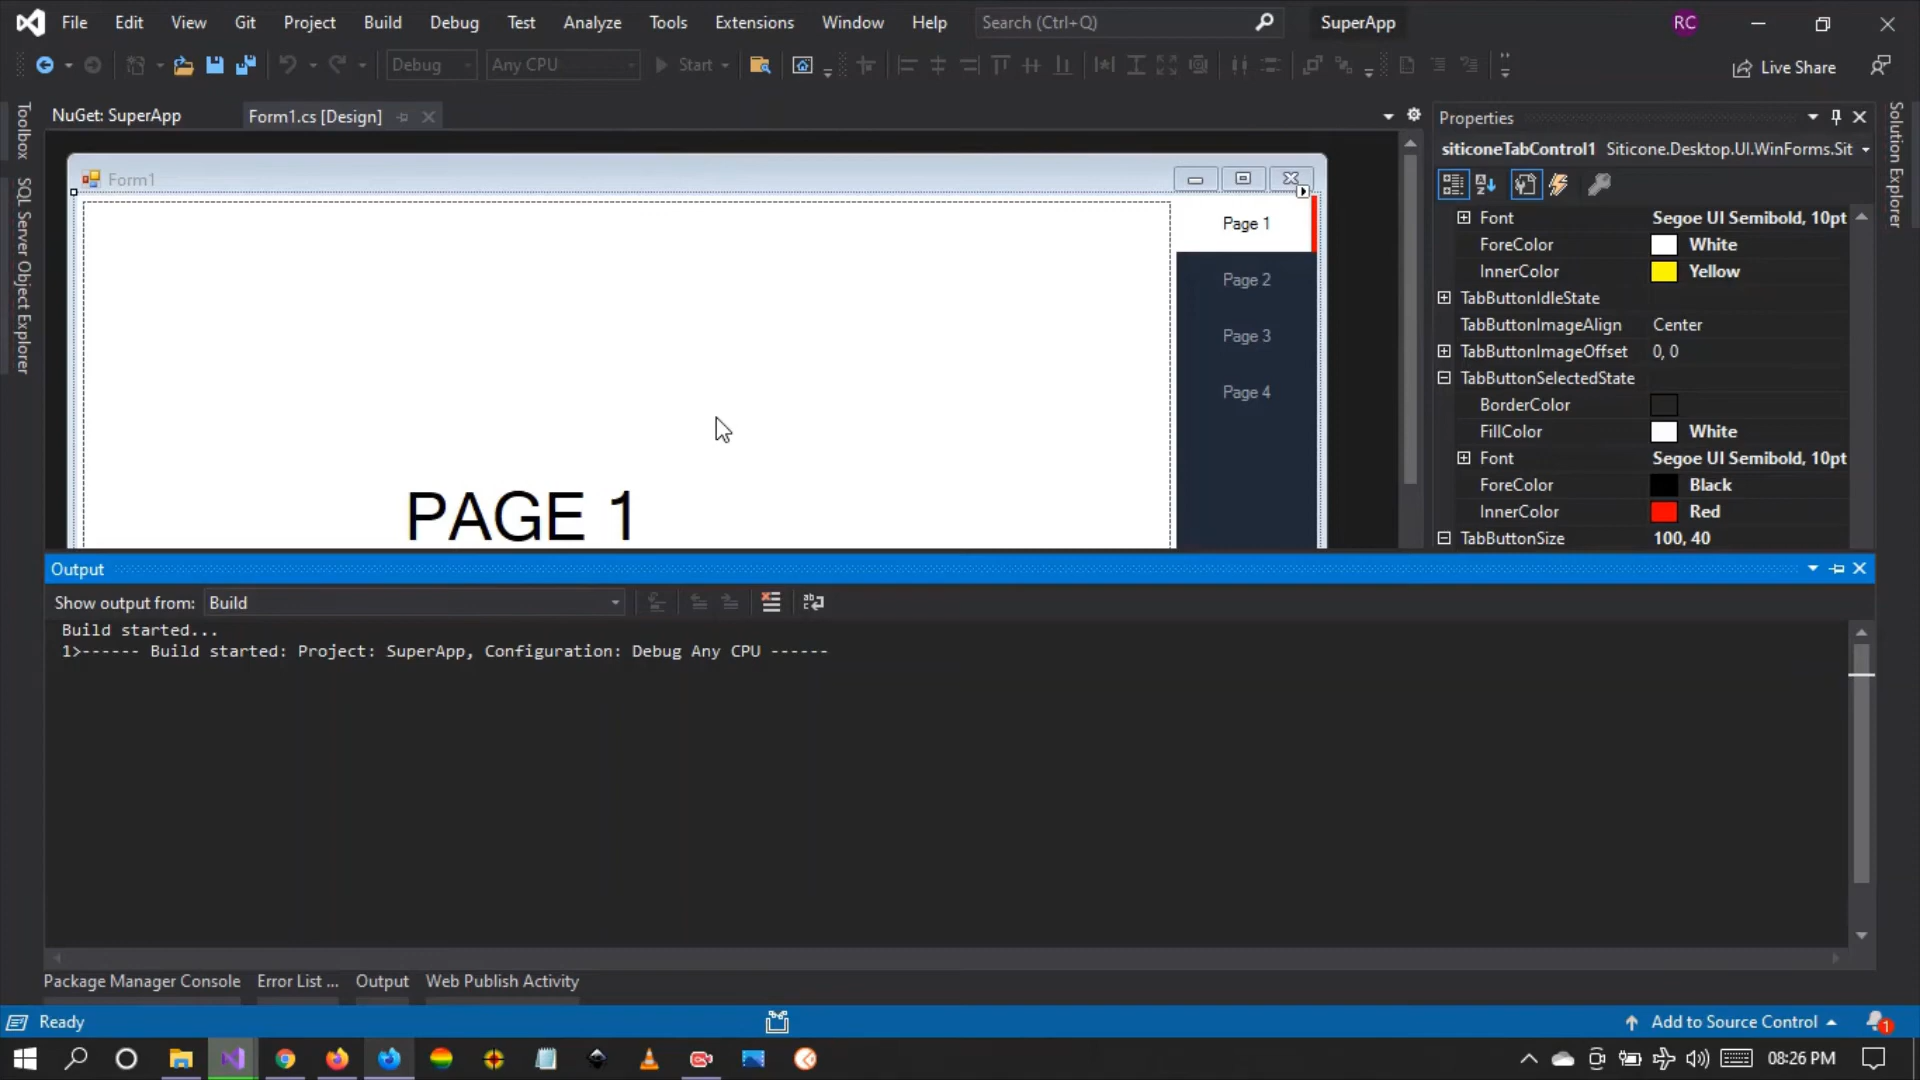 File Edit View Git Project Build Debug Test Analyze Tools Extensions Window Help Search (Ctrl+Q) SuperApp RC
Debug Any CPU Start Live Share
NuGet: SuperApp Form1.cs [Design]
Toolbox
SQL Server Object Explorer
Form1
Page 1
Page 2
Page 3
Page 4
PAGE 1
Properties
siticoneTabControl1 Siticone.Desktop.UI.WinForms.Sit
Font Segoe UI Semibold, 10pt
ForeColor White
InnerColor Yellow
TabButtonIdleState
TabButtonImageAlign Center
TabButtonImageOffset 0, 0
TabButtonSelectedState
BorderColor
FillColor White
Font Segoe UI Semibold, 10pt
ForeColor Black
InnerColor Red
TabButtonSize 100, 40
Solution Explorer
Output
Show output from: Build
Build started...
1>------ Build started: Project: SuperApp, Configuration: Debug Any CPU ------
Package Manager Console Error List ... Output Web Publish Activity
Ready Add to Source Control 1
08:26 PM